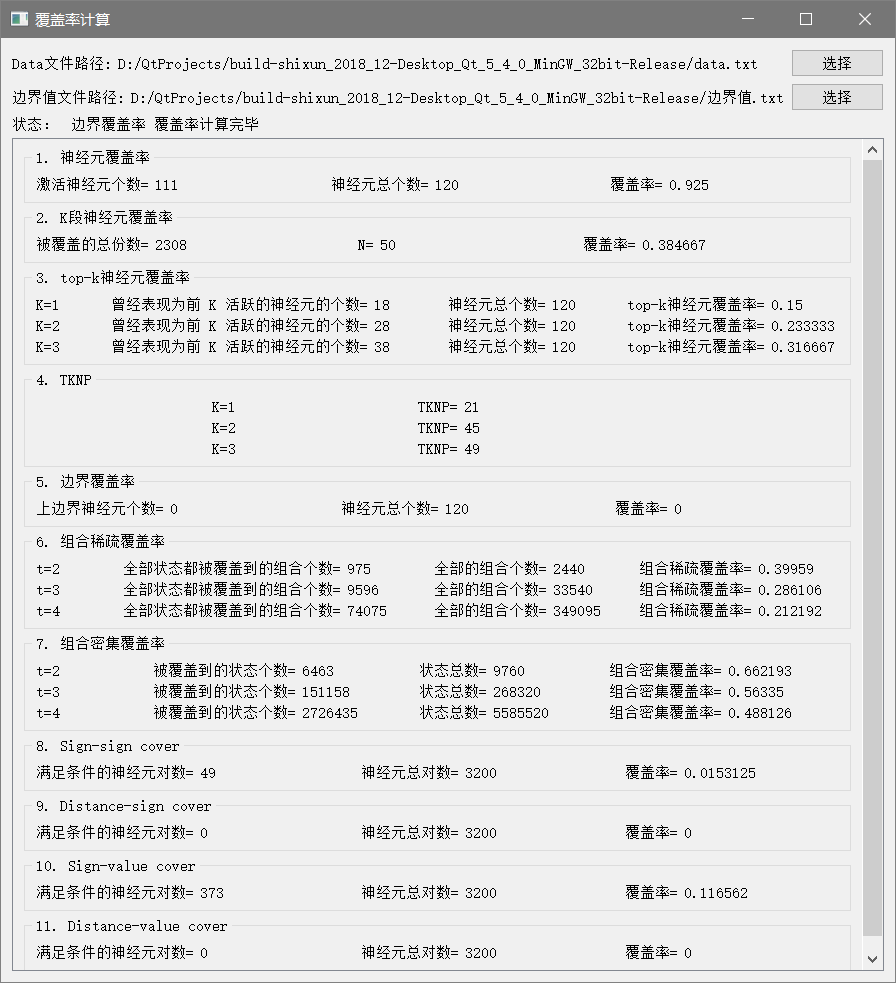 覆盖率计算
Data文件路径: D:/QtProjects/build-shixun_2018_12-Desktop_Qt_5_4_0_MinGW_32bit-Release/data.txt 选择
边界值文件路径: D:/QtProjects/build-shixun_2018_12-Desktop_Qt_5_4_0_MinGW_32bit-Release/边界值.txt 选择
状态: 边界覆盖率 覆盖率计算完毕
1. 神经元覆盖率
激活神经元个数= 111 神经元总个数= 120 覆盖率= 0.925
2. K段神经元覆盖率
被覆盖的总份数= 2308 N= 50 覆盖率= 0.384667
3. top-k神经元覆盖率
K=1 曾经表现为前 K 活跃的神经元的个数= 18 神经元总个数= 120 top-k神经元覆盖率= 0.15
K=2 曾经表现为前 K 活跃的神经元的个数= 28 神经元总个数= 120 top-k神经元覆盖率= 0.233333
K=3 曾经表现为前 K 活跃的神经元的个数= 38 神经元总个数= 120 top-k神经元覆盖率= 0.316667
4. TKNP
K=1 TKNP= 21
K=2 TKNP= 45
K=3 TKNP= 49
5. 边界覆盖率
上边界神经元个数= 0 神经元总个数= 120 覆盖率= 0
6. 组合稀疏覆盖率
t=2 全部状态都被覆盖到的组合个数= 975 全部的组合个数= 2440 组合稀疏覆盖率= 0.39959
t=3 全部状态都被覆盖到的组合个数= 9596 全部的组合个数= 33540 组合稀疏覆盖率= 0.286106
t=4 全部状态都被覆盖到的组合个数= 74075 全部的组合个数= 349095 组合稀疏覆盖率= 0.212192
7. 组合密集覆盖率
t=2 被覆盖到的状态个数= 6463 状态总数= 9760 组合密集覆盖率= 0.662193
t=3 被覆盖到的状态个数= 151158 状态总数= 268320 组合密集覆盖率= 0.56335
t=4 被覆盖到的状态个数= 2726435 状态总数= 5585520 组合密集覆盖率= 0.488126
8. Sign-sign cover
满足条件的神经元对数= 49 神经元总对数= 3200 覆盖率= 0.0153125
9. Distance-sign cover
满足条件的神经元对数= 0 神经元总对数= 3200 覆盖率= 0
10. Sign-value cover
满足条件的神经元对数= 373 神经元总对数= 3200 覆盖率= 0.116562
11. Distance-value cover
满足条件的神经元对数= 0 神经元总对数= 3200 覆盖率= 0